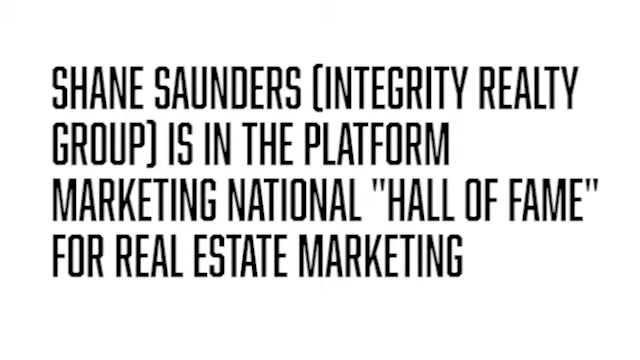 SHANE SAUNDERS (INTEGRITY REALTY
GROUP) IS IN THE PLATFORM
MARKETING NATIONAL "HALL OF FAME"
FOR REAL ESTATE MARKETING